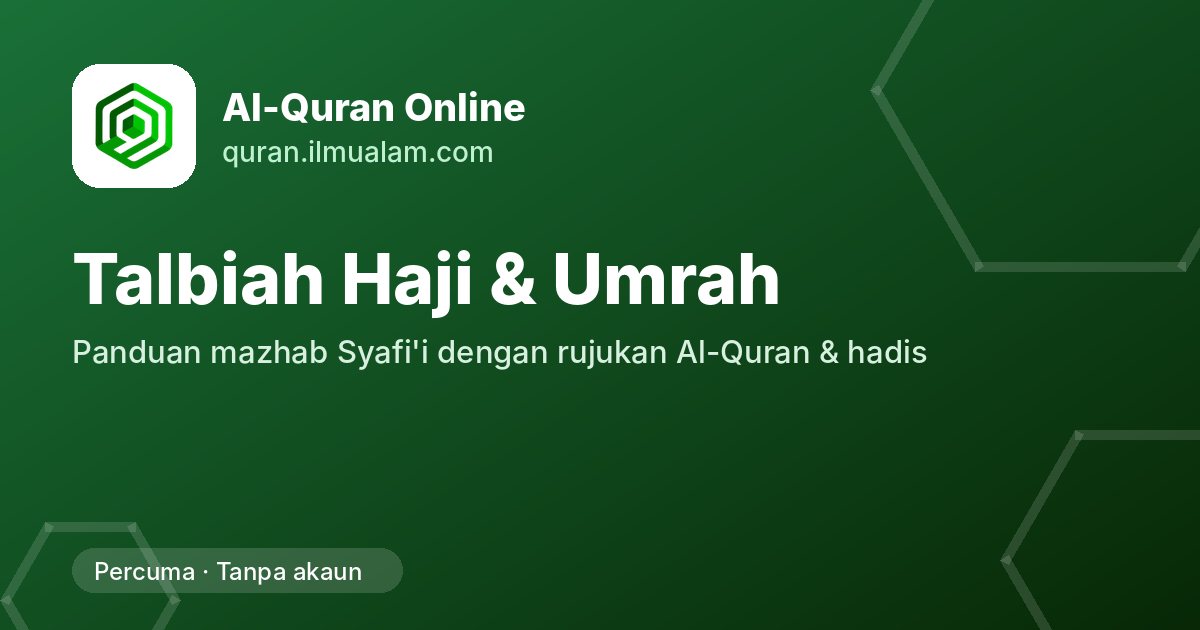 Al-Quran Online
quran.ilmualam.com
Talbiah Haji & Umrah
Panduan mazhab Syafi'i dengan rujukan Al-Quran & hadis
Percuma · Tanpa akaun